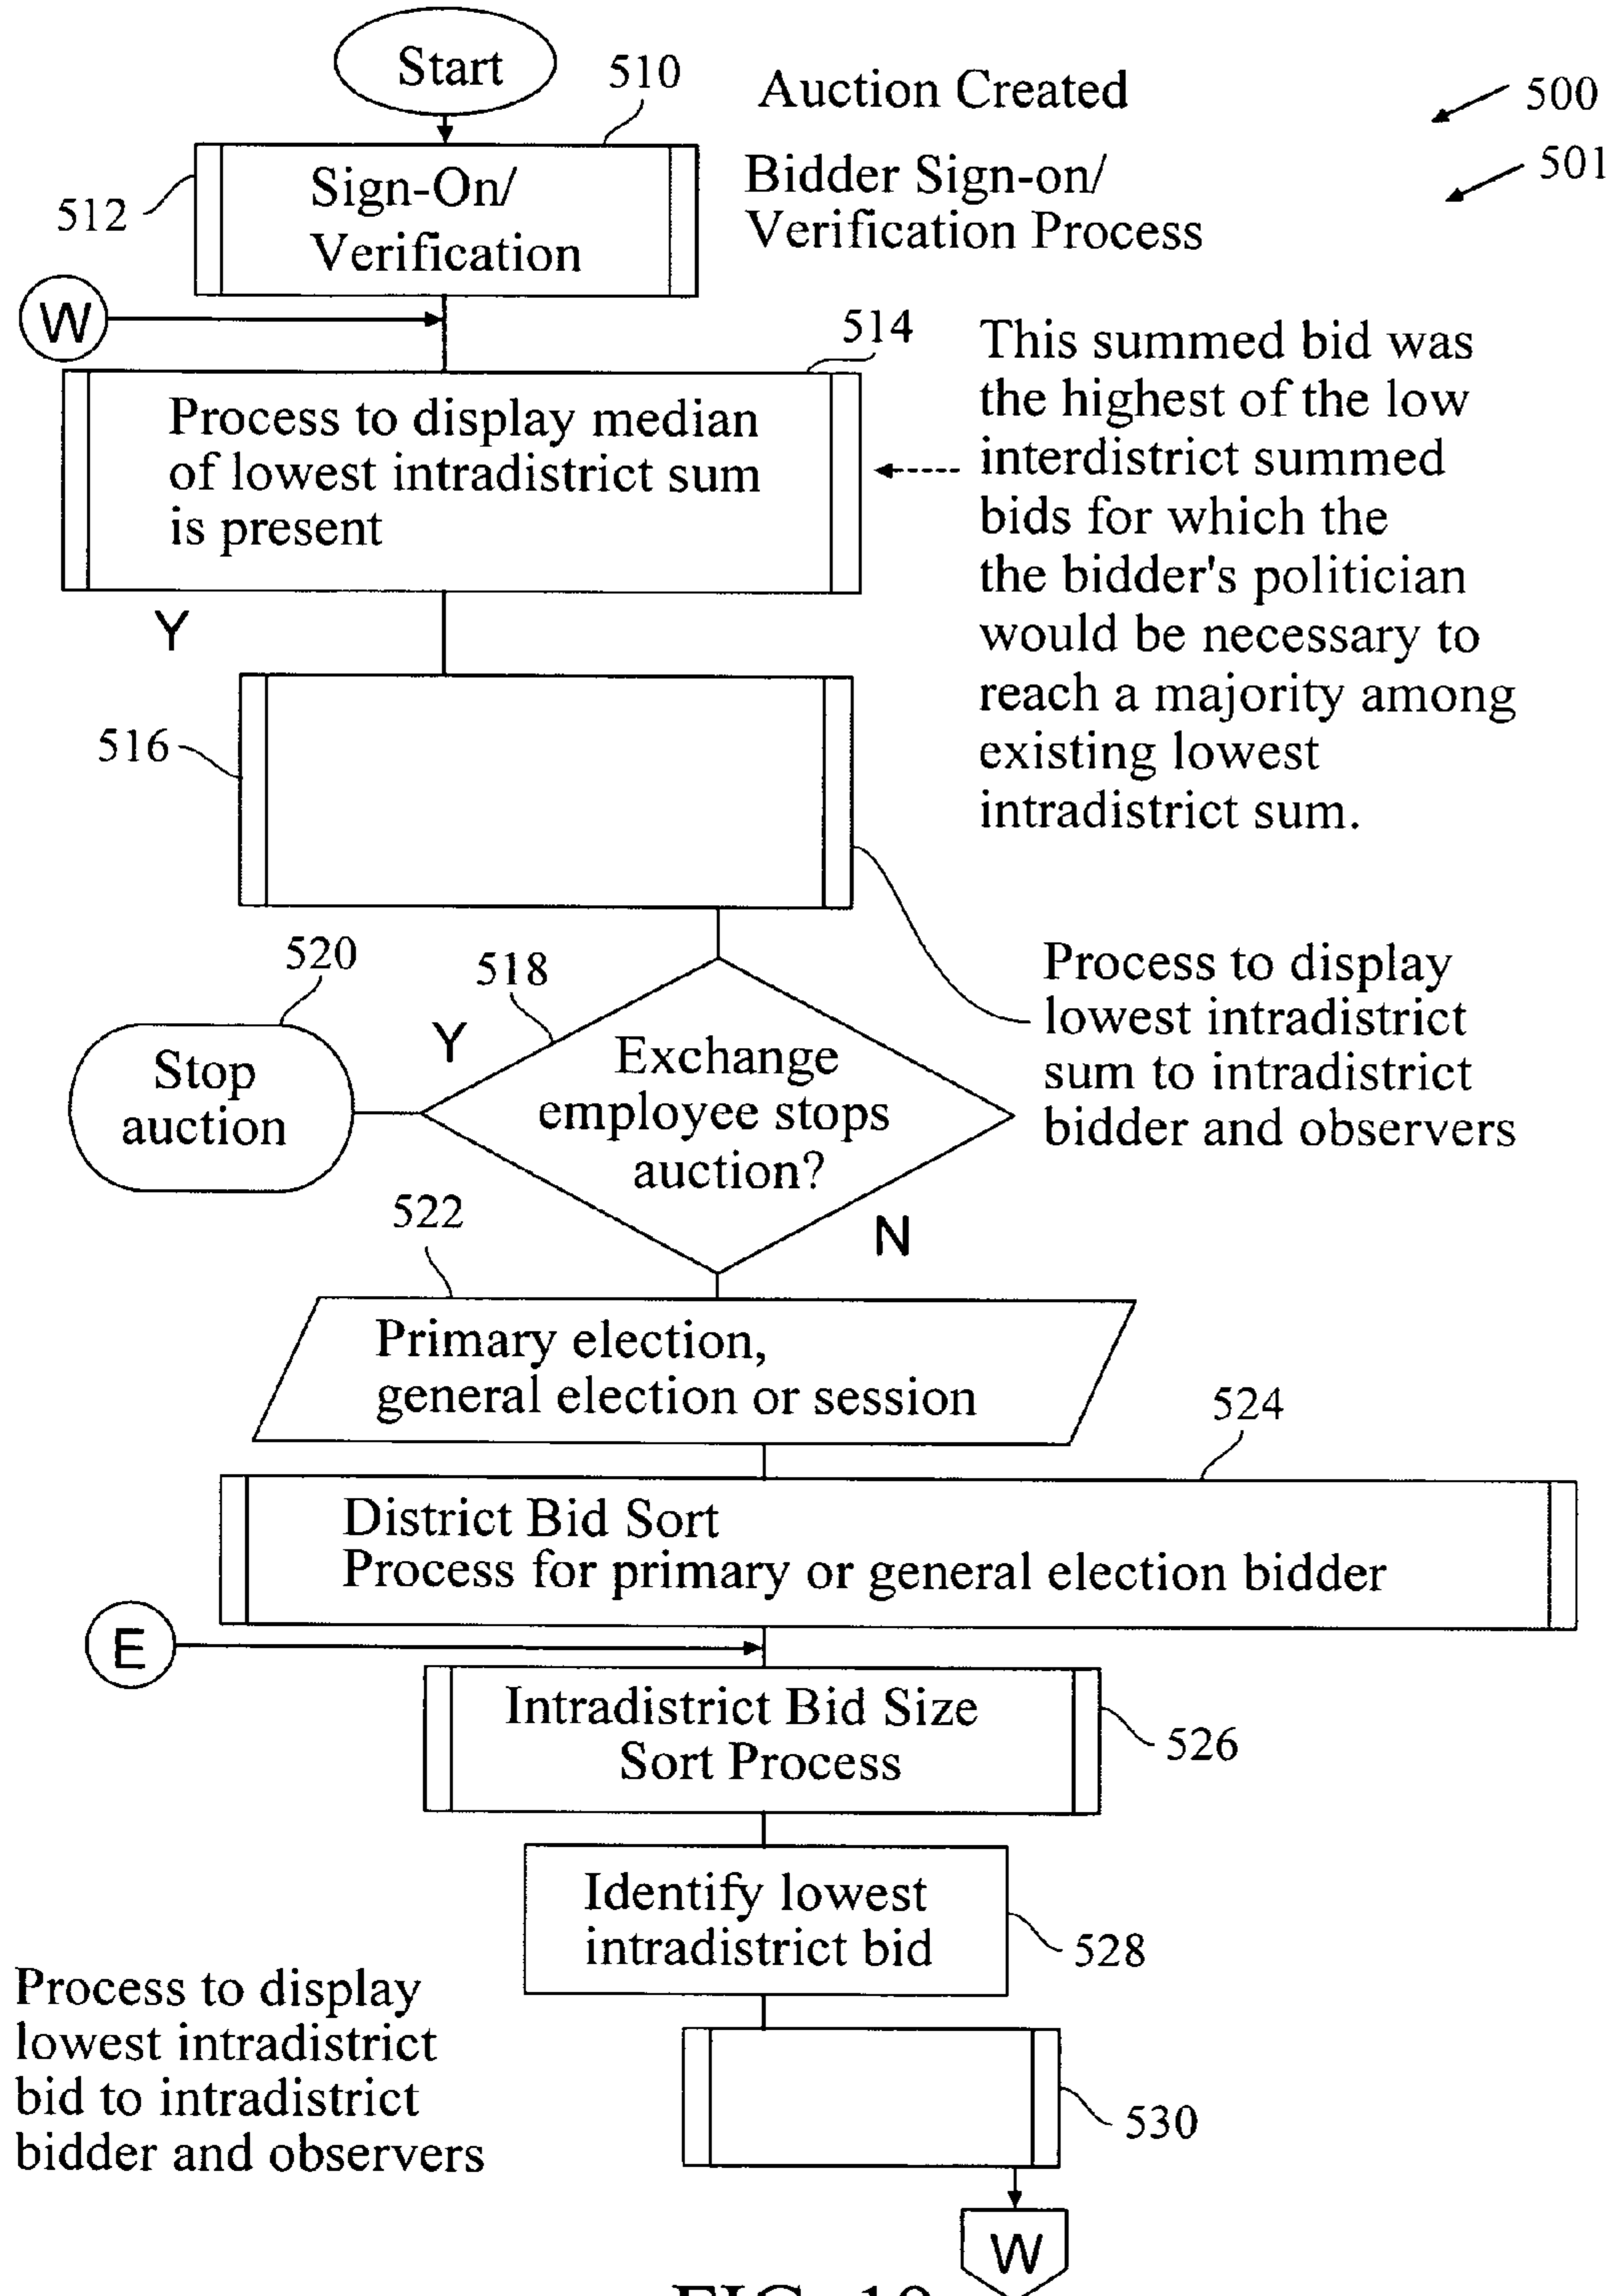 Start
510
Auction Created
500
501
512
Sign-On/
Verification
Bidder Sign-on/
Verification Process
W
514
Process to display median
of lowest intradistrict sum
is present
This summed bid was
the highest of the low
interdistrict summed
bids for which the
the bidder's politician
would be necessary to
reach a majority among
existing lowest
intradistrict sum.
Y
516
520
518
Y
Stop
auction
Exchange
employee stops
auction?
Process to display
lowest intradistrict
sum to intradistrict
bidder and observers
N
522
Primary election,
general election or session
524
District Bid Sort
Process for primary or general election bidder
E
Intradistrict Bid Size
Sort Process
526
Identify lowest
intradistrict bid
528
Process to display
lowest intradistrict
bid to intradistrict
bidder and observers
530
W